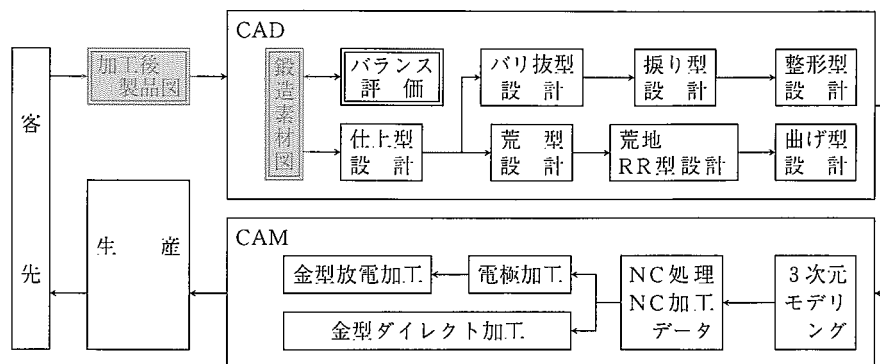 客先
加工後
製品図
CAD
鍛造素材図
バランス
評価
バリ抜型
設計
捩り型
設計
整形型
設計
仕上型
設計
荒型
設計
荒地
RR型設計
曲げ型
設計
生産
CAM
金型放電加工
電極加工
金型ダイレクト加工
NC処理
NC加工
データ
3次元
モデリ
ング